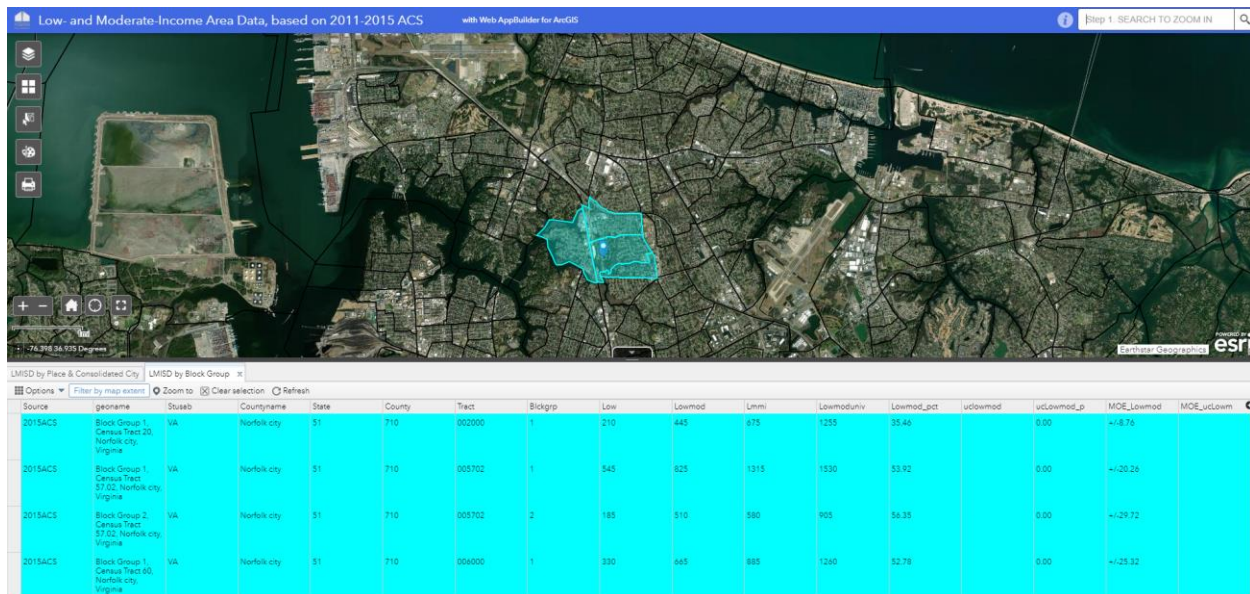 Low- and Moderate-Income Area Data, based on 2011-2015 ACS with Web AppBuilder for ArcGIS Step 1. SEARCH TO ZOOM IN
-76.398 36.935 Degrees
Earthstar Geographics
POWERED BY
esri
LMISD by Place & Consolidated City LMISD by Block Group ×
Options Filter by map extent Zoom to Clear selection Refresh
Source geoname Stusab Countyname State County Tract Blckgrp Low Lowmod Lmmi Lowmoduniv Lowmod_pct uclowmod ucLowmod_p MOE_Lowmod MOE_ucLowm
2015ACS Block Group 1, VA Norfolk city 51 710 002000 1 210 445 675 1255 35.46 0.00 +/-8.76
Census Tract 20,
Norfolk city,
Virginia
2015ACS Block Group 1, VA Norfolk city 51 710 005702 1 545 825 1315 1530 53.92 0.00 +/-20.26
Census Tract
57.02, Norfolk city,
Virginia
2015ACS Block Group 2, VA Norfolk city 51 710 005702 2 185 510 580 905 56.35 0.00 +/-29.72
Census Tract
57.02, Norfolk city,
Virginia
2015ACS Block Group 1, VA Norfolk city 51 710 006000 1 330 665 885 1260 52.78 0.00 +/-25.32
Census Tract 60,
Norfolk city,
Virginia